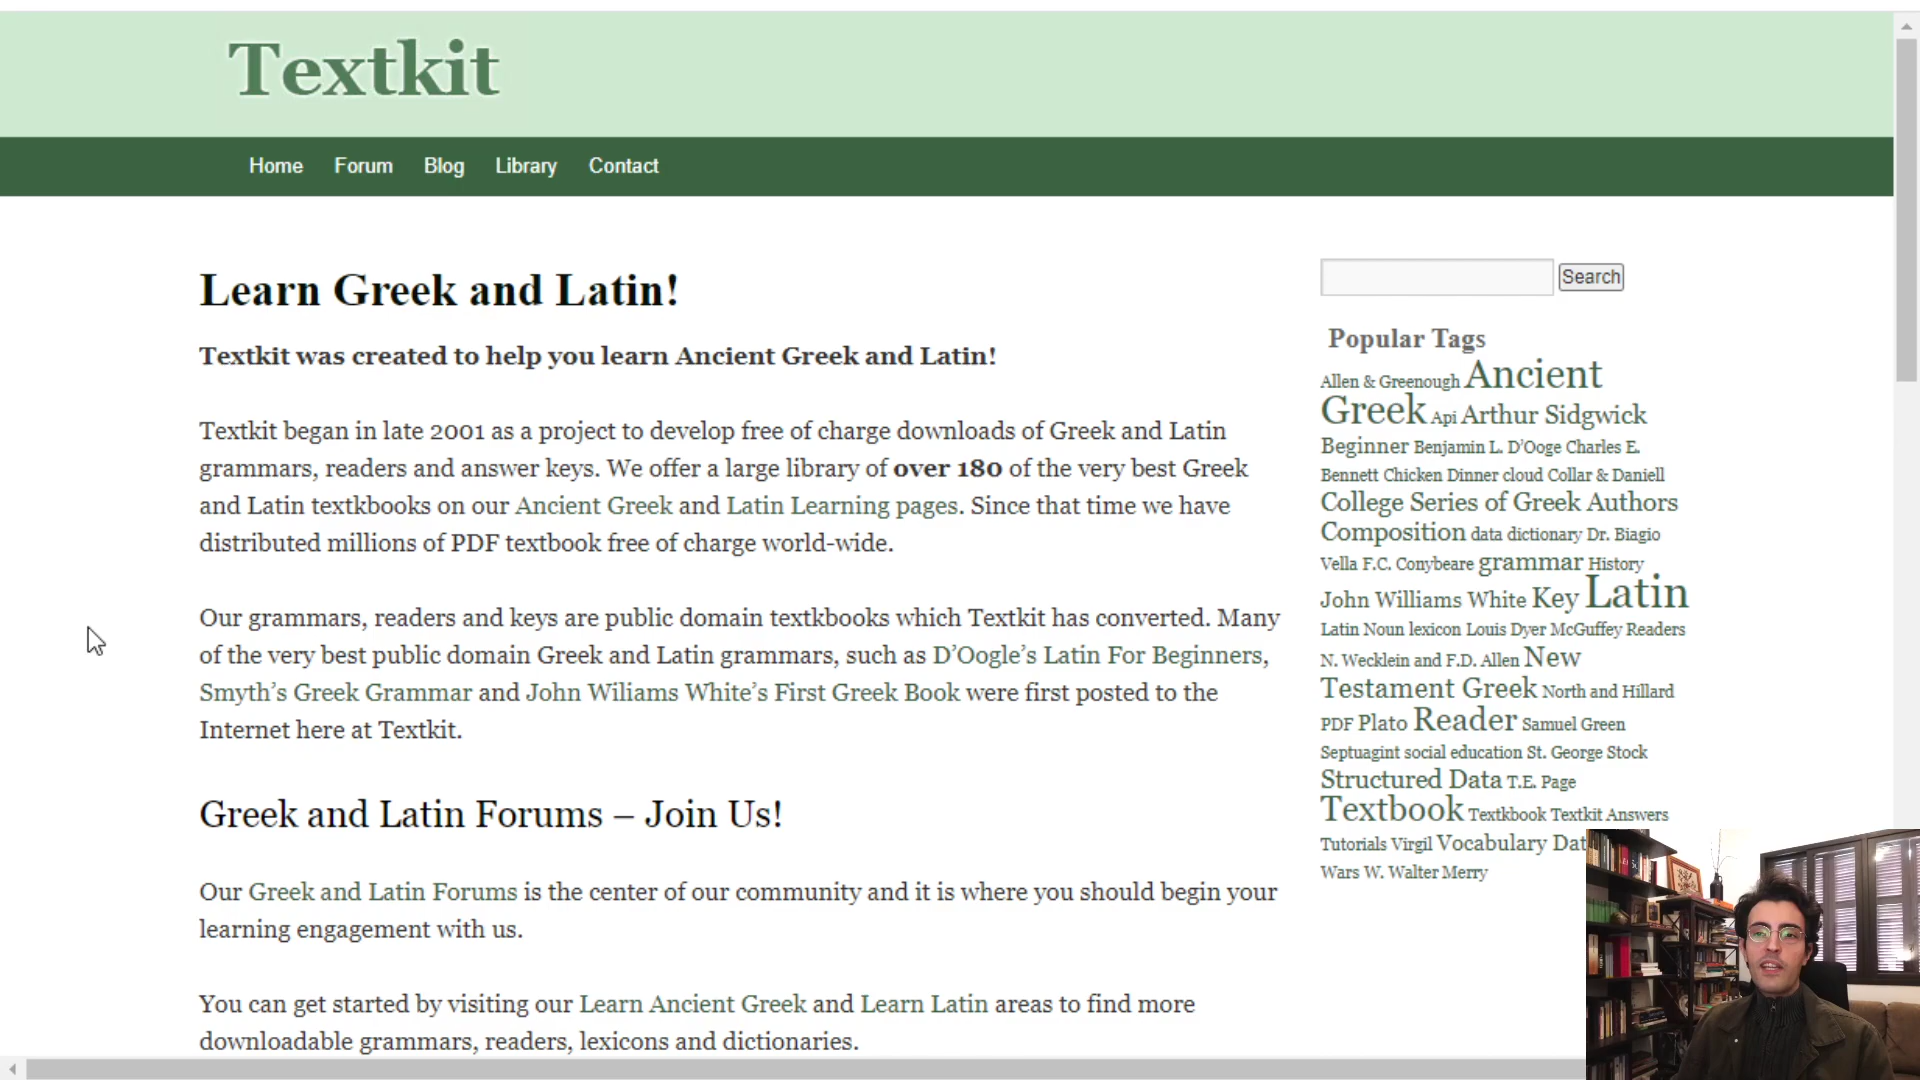 Textkit
Home Forum Blog Library Contact
Learn Greek and Latin!
Textkit was created to help you learn Ancient Greek and Latin!
Textkit began in late 2001 as a project to develop free of charge downloads of Greek and Latin
grammars, readers and answer keys. We offer a large library of over 180 of the very best Greek
and Latin textkbooks on our Ancient Greek and Latin Learning pages. Since that time we have
distributed millions of PDF textbook free of charge world-wide.
Our grammars, readers and keys are public domain textkbooks which Textkit has converted. Many
of the very best public domain Greek and Latin grammars, such as D’Oogle’s Latin For Beginners,
Smyth’s Greek Grammar and John Wiliams White’s First Greek Book were first posted to the
Internet here at Textkit.
Greek and Latin Forums – Join Us!
Our Greek and Latin Forums is the center of our community and it is where you should begin your
learning engagement with us.
You can get started by visiting our Learn Ancient Greek and Learn Latin areas to find more
downloadable grammars, readers, lexicons and dictionaries.
Search
Popular Tags
Allen & Greenough Ancient
Greek Api Arthur Sidgwick
Beginner Benjamin L. D’Ooge Charles E.
Bennett Chicken Dinner cloud Collar & Daniell
College Series of Greek Authors
Composition data dictionary Dr. Biagio
Vella F.C. Conybeare grammar History
John Williams White Key Latin
Latin Noun lexicon Louis Dyer McGuffey Readers
N. Wecklein and F.D. Allen New
Testament Greek North and Hillard
PDF Plato Reader Samuel Green
Septuagint social education St. George Stock
Structured Data T.E. Page
Textbook Textkbook Textkit Answers
Tutorials Virgil Vocabulary Dat
Wars W. Walter Merry